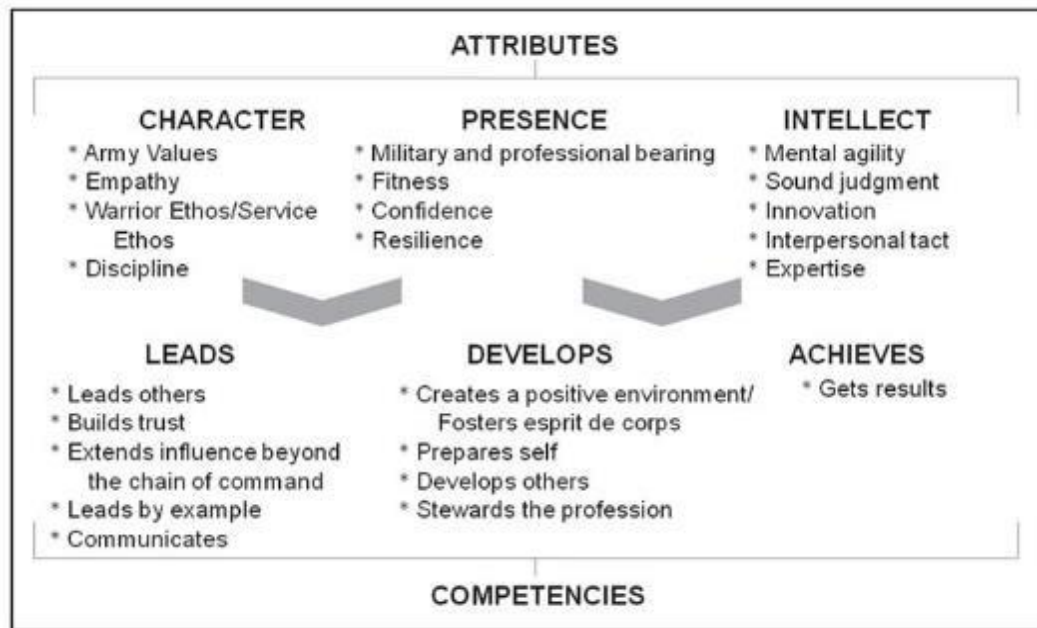 ATTRIBUTES
CHARACTER
* Army Values
* Empathy
* Warrior Ethos/Service
Ethos
* Discipline
PRESENCE
* Military and professional bearing
* Fitness
* Confidence
* Resilience
INTELLECT
* Mental agility
* Sound judgment
* Innovation
* Interpersonal tact
* Expertise
LEADS
* Leads others
* Builds trust
* Extends influence beyond
the chain of command
* Leads by example
* Communicates
DEVELOPS
* Creates a positive environment/
Fosters esprit de corps
* Prepares self
* Develops others
* Stewards the profession
ACHIEVES
* Gets results
COMPETENCIES